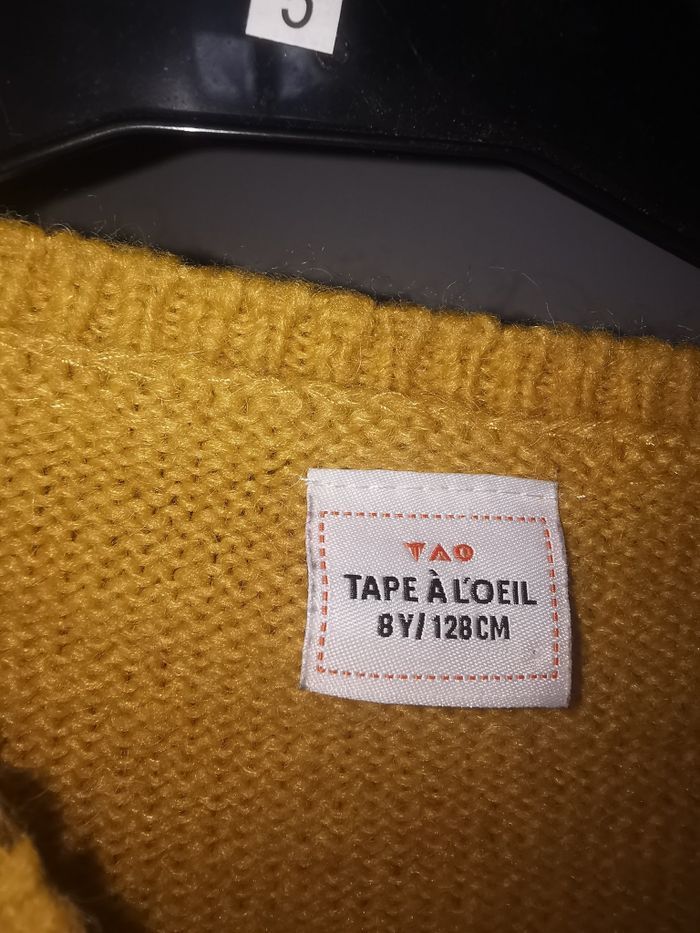 TAO
TAPE À L'OEIL
8Y/128CM